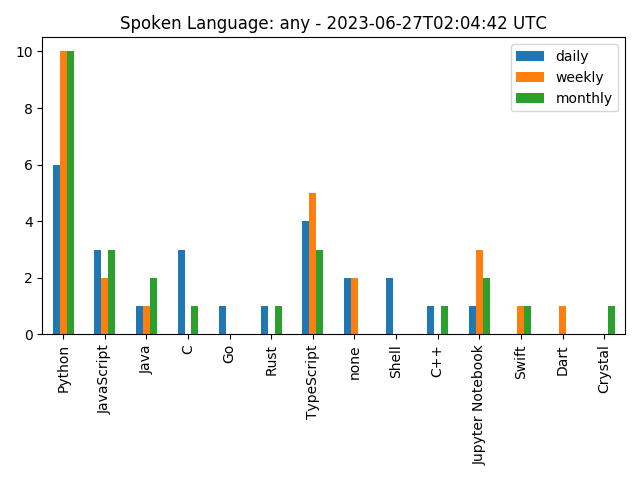 Spoken Language: any - 2023-06-27T02:04:42 UTC
daily
weekly
monthly
10
8
6
4
2
0
Python
JavaScript
Java
C
Go
Rust
TypeScript
none
Shell
C++
Jupyter Notebook
Swift
Dart
Crystal